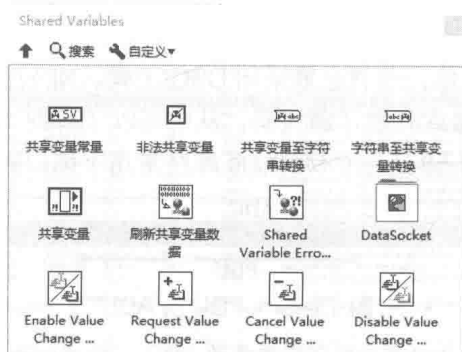 Shared Variables
搜索 自定义▾
SV
abc
abc
共享变量常量 非法共享变量 共享变量至字符串转换 字符串至共享变量转换
共享变量 刷新共享变量数据 Shared Variable Erro... DataSocket
Enable Value Change ... Request Value Change ... Cancel Value Change ... Disable Value Change ...